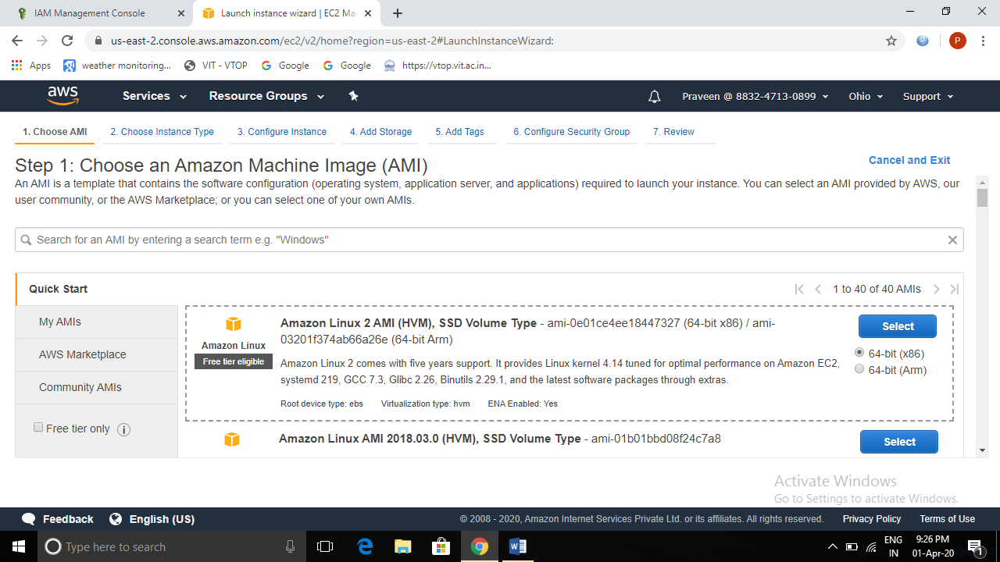 IAM Management Console
Launch instance wizard | EC2 Ma
us-east-2.console.aws.amazon.com/ec2/v2/home?region=us-east-2#LaunchInstanceWizard:
P
Apps
weather monitoring...
VIT - VTOP
Google
Google
https://vtop.vit.ac.in...
aws
Services
Resource Groups
Praveen @ 8832-4713-0899
Ohio
Support
1. Choose AMI
2. Choose Instance Type
3. Configure Instance
4. Add Storage
5. Add Tags
6. Configure Security Group
7. Review
Step 1: Choose an Amazon Machine Image (AMI)
Cancel and Exit
An AMI is a template that contains the software configuration (operating system, application server, and applications) required to launch your instance. You can select an AMI provided by AWS, our
user community, or the AWS Marketplace; or you can select one of your own AMIs.
Search for an AMI by entering a search term e.g. "Windows"
Quick Start
1 to 40 of 40 AMIs
My AMIs
AWS Marketplace
Community AMIs
Free tier only
i
Amazon Linux
Free tier eligible
Amazon Linux 2 AMI (HVM), SSD Volume Type - ami-0e01ce4ee18447327 (64-bit x86) / ami-
03201f374ab66a26e (64-bit Arm)
Amazon Linux 2 comes with five years support. It provides Linux kernel 4.14 tuned for optimal performance on Amazon EC2,
systemd 219, GCC 7.3, Glibc 2.26, Binutils 2.29.1, and the latest software packages through extras.
Root device type: ebs
Virtualization type: hvm
ENA Enabled: Yes
Select
64-bit (x86)
64-bit (Arm)
Amazon Linux AMI 2018.03.0 (HVM), SSD Volume Type - ami-01b01bbd08f24c7a8
Select
Activate Windows
Go to Settings to activate Windows.
Feedback
English (US)
© 2008 - 2020, Amazon Internet Services Private Ltd. or its affiliates. All rights reserved.
Privacy Policy
Terms of Use
Type here to search
ENG
IN
9:26 PM
01-Apr-20
1